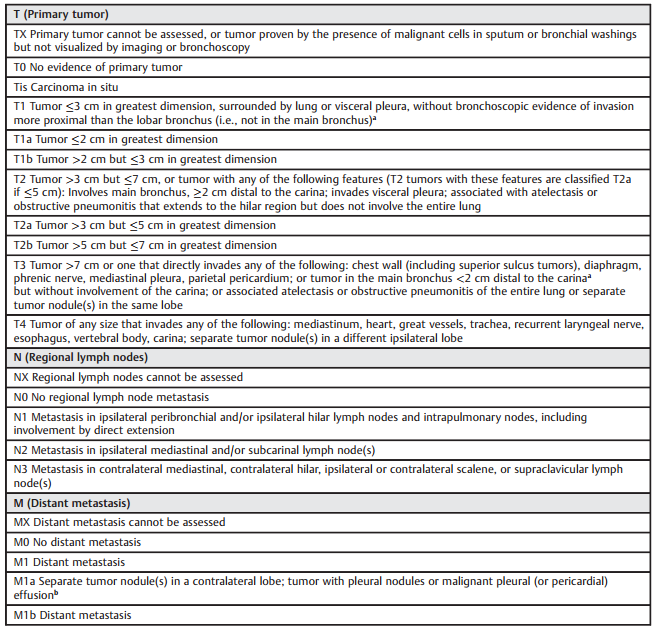 T (Primary tumor)
TX Primary tumor cannot be assessed, or tumor proven by the presence of malignant cells in sputum or bronchial washings
but not visualized by imaging or bronchoscopy
T0 No evidence of primary tumor
Tis Carcinoma in situ
T1 Tumor ≤3 cm in greatest dimension, surrounded by lung or visceral pleura, without bronchoscopic evidence of invasion
more proximal than the lobar bronchus (i.e., not in the main bronchus)ᵃ
T1a Tumor ≤2 cm in greatest dimension
T1b Tumor >2 cm but ≤3 cm in greatest dimension
T2 Tumor >3 cm but ≤7 cm, or tumor with any of the following features (T2 tumors with these features are classified T2a
if ≤5 cm): Involves main bronchus, ≥2 cm distal to the carina; invades visceral pleura; associated with atelectasis or
obstructive pneumonitis that extends to the hilar region but does not involve the entire lung
T2a Tumor >3 cm but ≤5 cm in greatest dimension
T2b Tumor >5 cm but ≤7 cm in greatest dimension
T3 Tumor >7 cm or one that directly invades any of the following: chest wall (including superior sulcus tumors), diaphragm,
phrenic nerve, mediastinal pleura, parietal pericardium; or tumor in the main bronchus <2 cm distal to the carinaᵃ
but without involvement of the carina; or associated atelectasis or obstructive pneumonitis of the entire lung or separate
tumor nodule(s) in the same lobe
T4 Tumor of any size that invades any of the following: mediastinum, heart, great vessels, trachea, recurrent laryngeal nerve,
esophagus, vertebral body, carina; separate tumor nodule(s) in a different ipsilateral lobe
N (Regional lymph nodes)
NX Regional lymph nodes cannot be assessed
N0 No regional lymph node metastasis
N1 Metastasis in ipsilateral peribronchial and/or ipsilateral hilar lymph nodes and intrapulmonary nodes, including
involvement by direct extension
N2 Metastasis in ipsilateral mediastinal and/or subcarinal lymph node(s)
N3 Metastasis in contralateral mediastinal, contralateral hilar, ipsilateral or contralateral scalene, or supraclavicular lymph
node(s)
M (Distant metastasis)
MX Distant metastasis cannot be assessed
M0 No distant metastasis
M1 Distant metastasis
M1a Separate tumor nodule(s) in a contralateral lobe; tumor with pleural nodules or malignant pleural (or pericardial)
effusionᵇ
M1b Distant metastasis